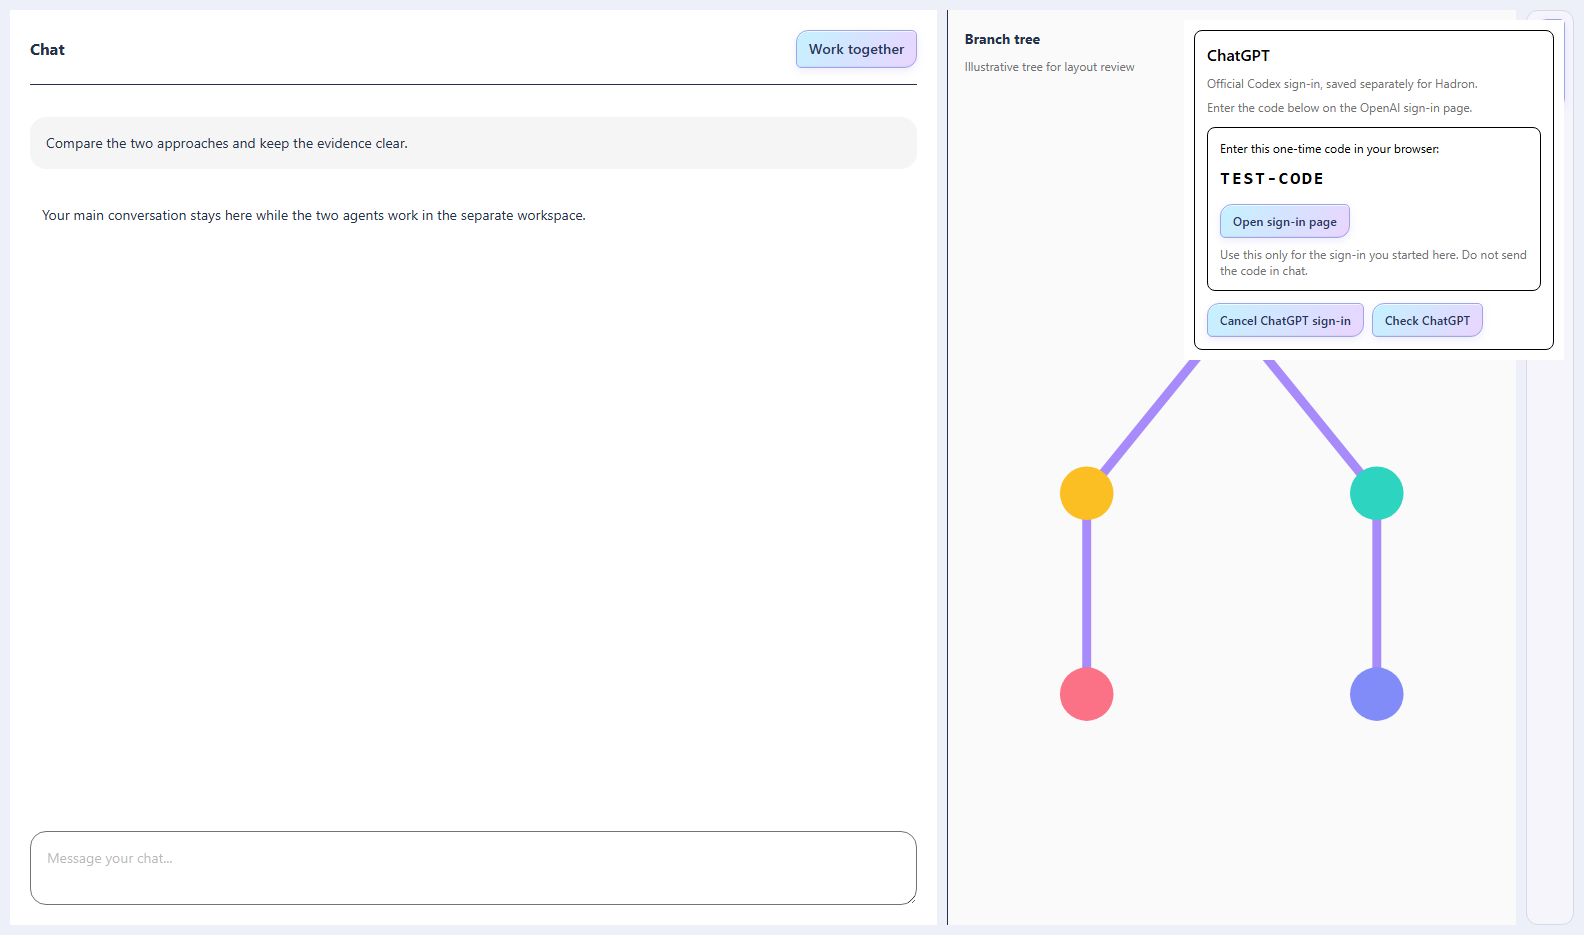 Chat
Work together
Compare the two approaches and keep the evidence clear.
Your main conversation stays here while the two agents work in the separate workspace.
Message your chat...
Branch tree
Illustrative tree for layout review
ChatGPT
Official Codex sign-in, saved separately for Hadron.
Enter the code below on the OpenAI sign-in page.
Enter this one-time code in your browser:
TEST-CODE
Open sign-in page
Use this only for the sign-in you started here. Do not send
the code in chat.
Cancel ChatGPT sign-in
Check ChatGPT